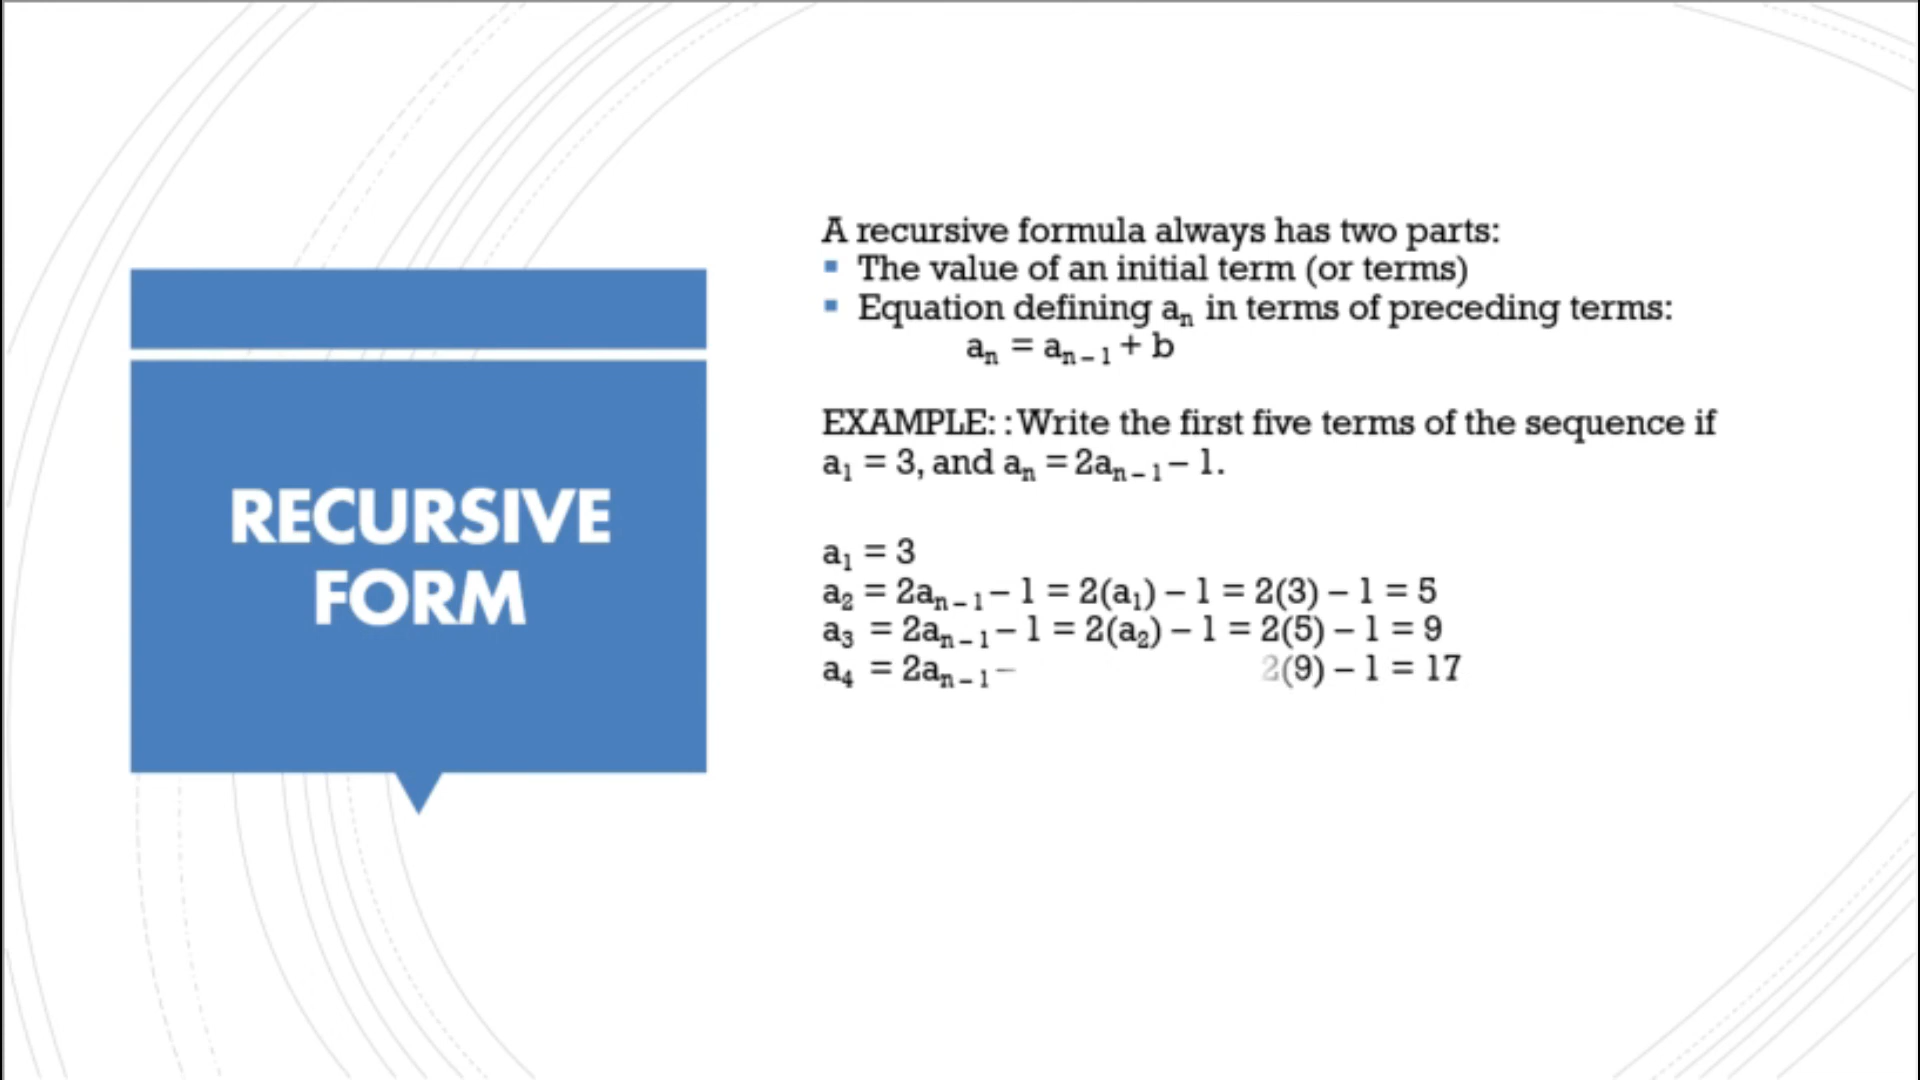 RECURSIVE
FORM
A recursive formula always has two parts:
▪ The value of an initial term (or terms)
▪ Equation defining aₙ in terms of preceding terms:
aₙ = aₙ₋₁ + b
EXAMPLE: : Write the first five terms of the sequence if
a₁ = 3, and aₙ = 2aₙ₋₁ – 1.
a₁ = 3
a₂ = 2aₙ₋₁ – 1 = 2(a₁) – 1 = 2(3) – 1 = 5
a₃ = 2aₙ₋₁ – 1 = 2(a₂) – 1 = 2(5) – 1 = 9
a₄ = 2aₙ₋₁ – 2(9) – 1 = 17